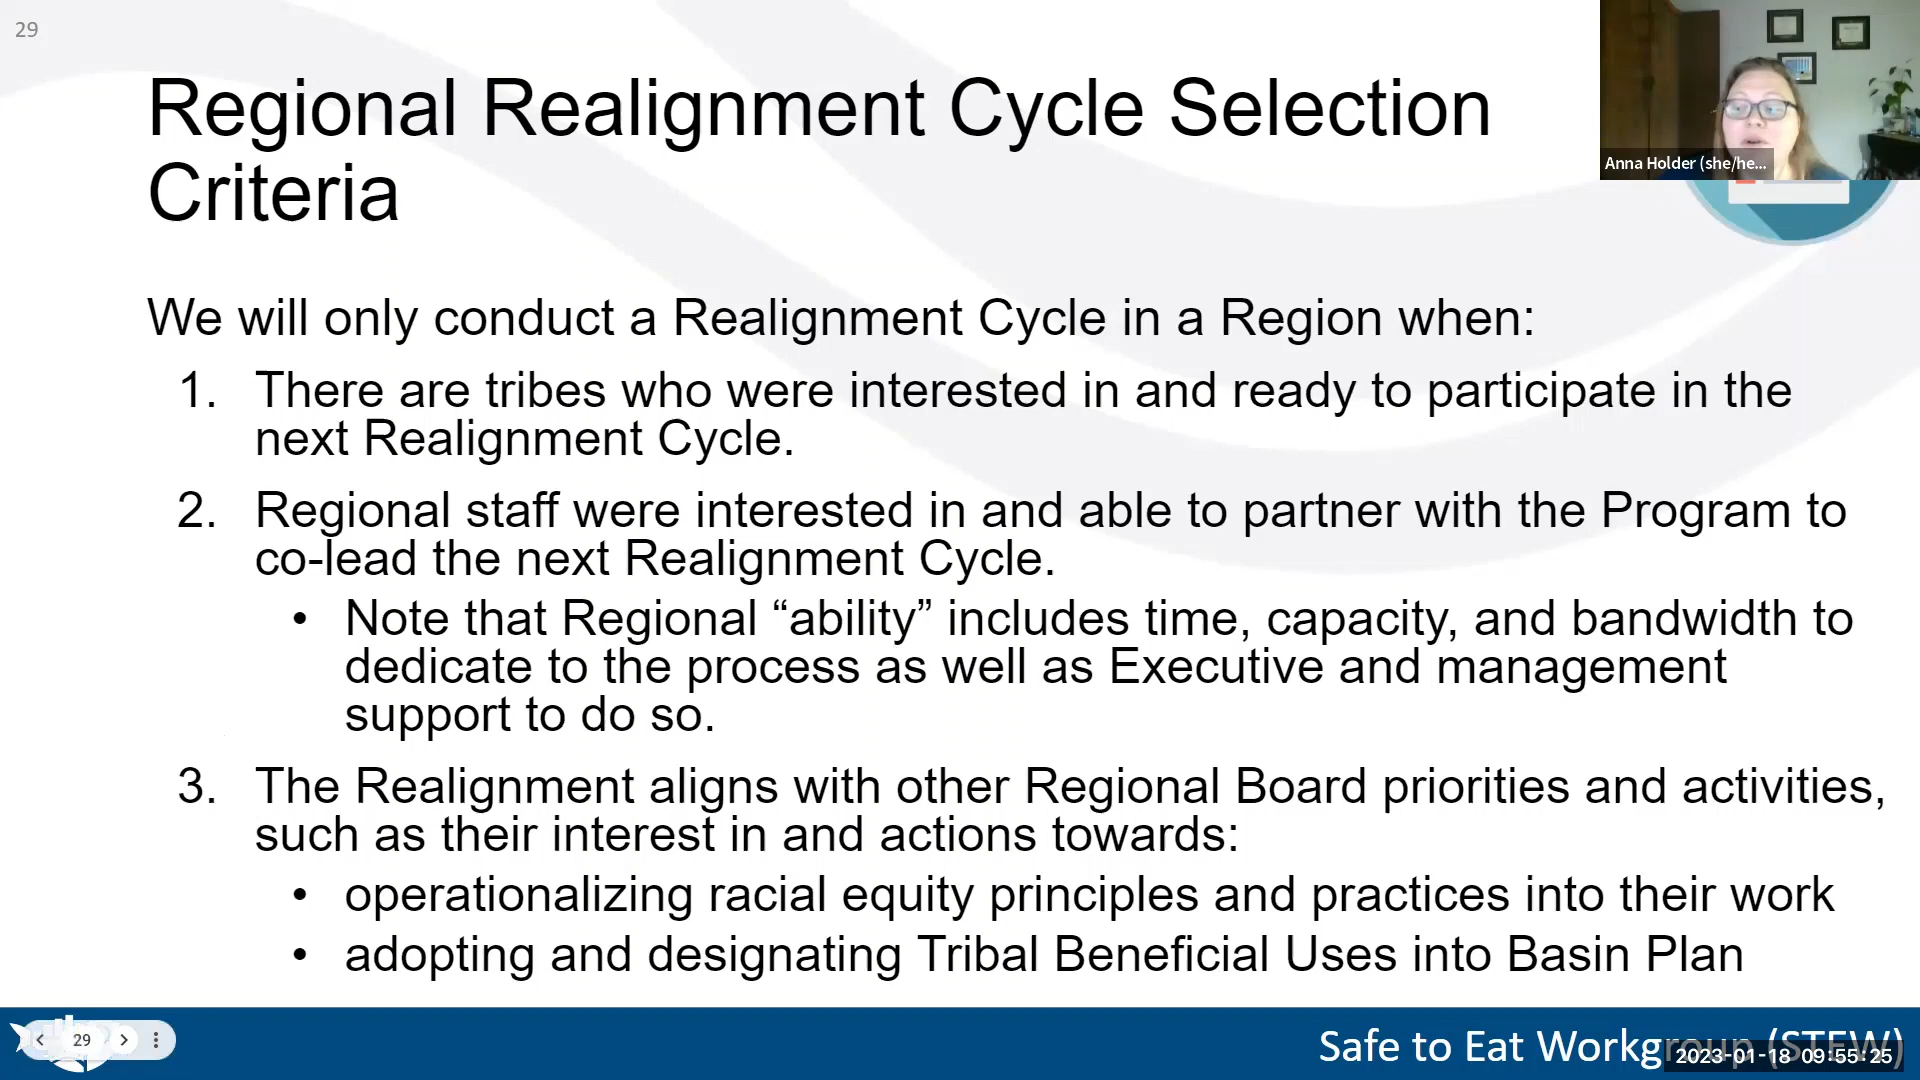 29
Regional Realignment Cycle Selection
Criteria
Anna Holder (she/he...
We will only conduct a Realignment Cycle in a Region when:
1. There are tribes who were interested in and ready to participate in the
next Realignment Cycle.
2. Regional staff were interested in and able to partner with the Program to
co-lead the next Realignment Cycle.
• Note that Regional “ability” includes time, capacity, and bandwidth to
dedicate to the process as well as Executive and management
support to do so.
3. The Realignment aligns with other Regional Board priorities and activities,
such as their interest in and actions towards:
• operationalizing racial equity principles and practices into their work
• adopting and designating Tribal Beneficial Uses into Basin Plan
29
Safe to Eat Workgroup (STEW)
2023-01-18 09:55:25